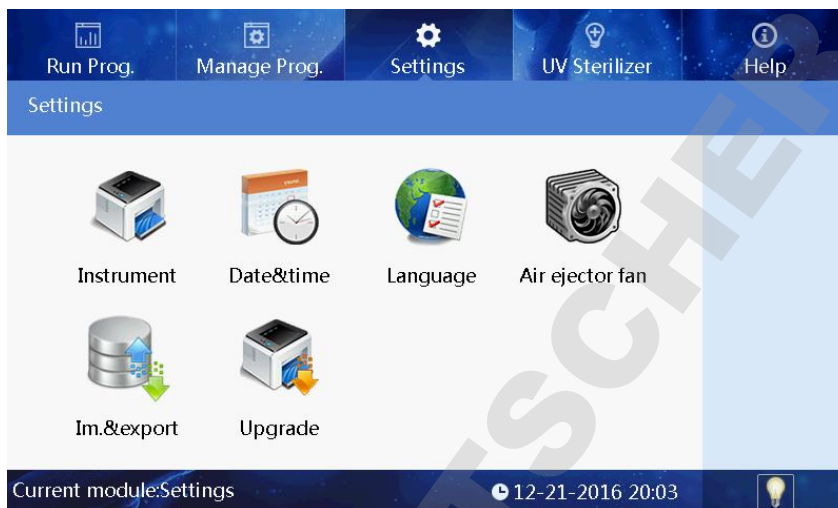 Run Prog. Manage Prog. Settings UV Sterilizer Help
Settings
Instrument Date&time Language Air ejector fan
Im.&export Upgrade
Current module:Settings 12-21-2016 20:03
TSCHER